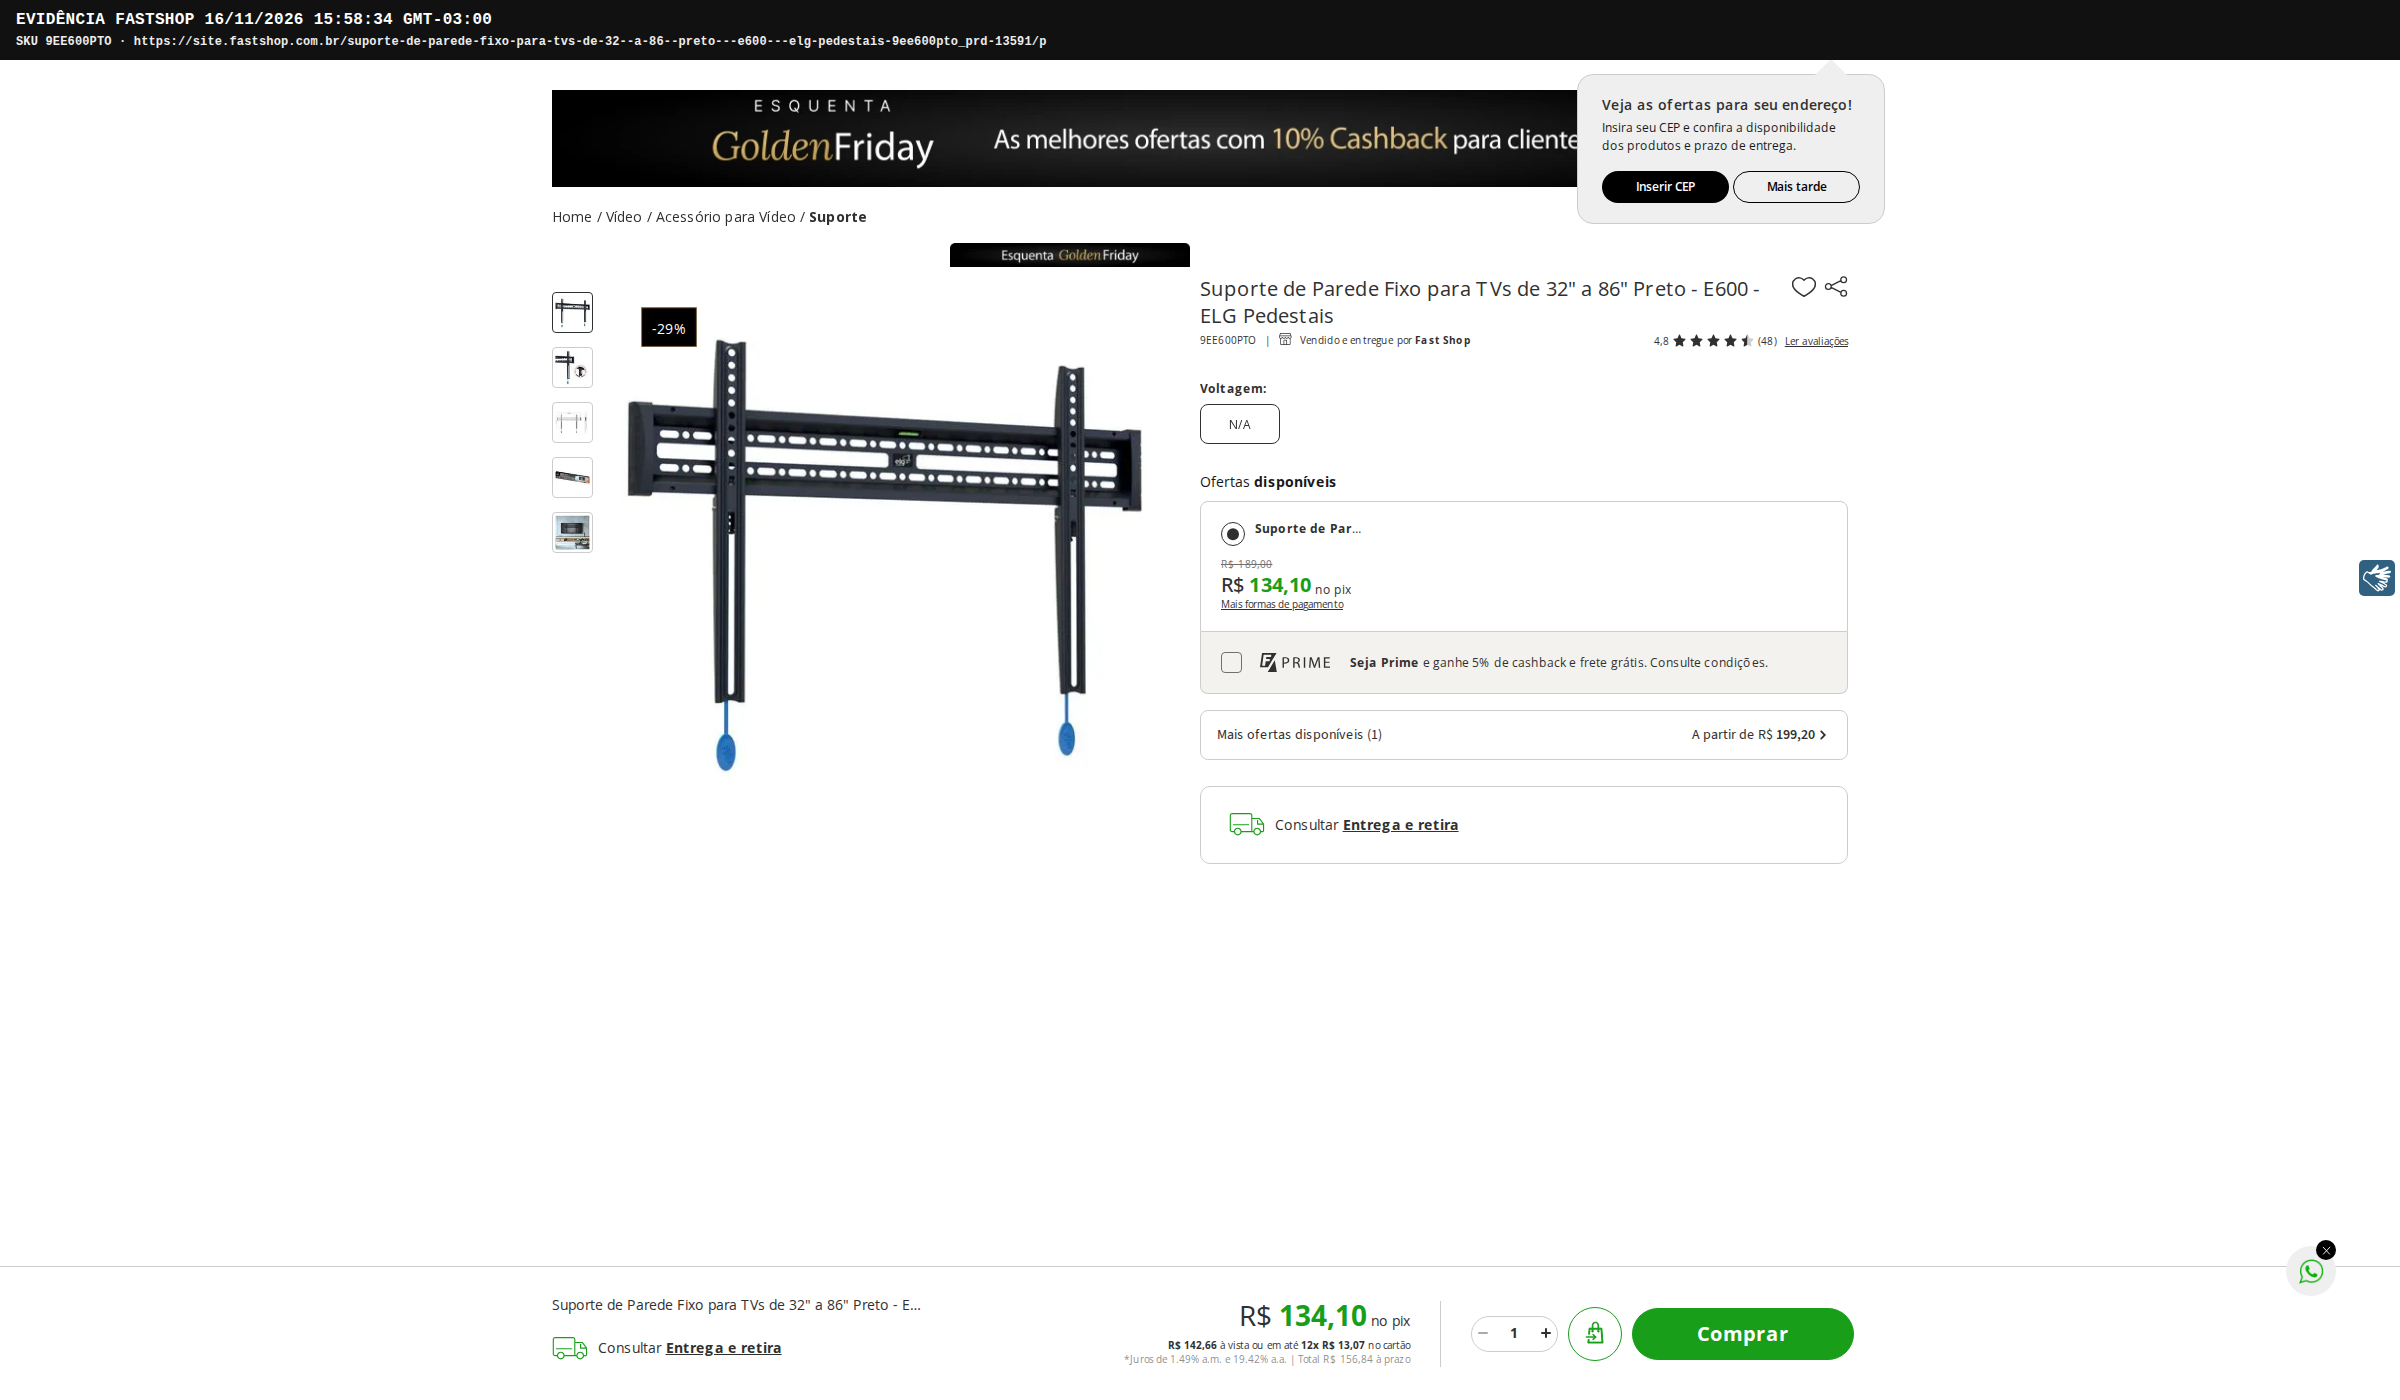 EVIDÊNCIA FASTSHOP 16/11/2026 15:58:34 GMT-03:00
SKU 9EE600PTO · https://site.fastshop.com.br/suporte-de-parede-fixo-para-tvs-de-32--a-86--preto---e600---elg-pedestais-9ee600pto_prd-13591/p
ESQUENTA
GoldenFriday
As melhores ofertas com 10% Cashback para cliente
Veja as ofertas para seu endereço!
Insira seu CEP e confira a disponibilidade
dos produtos e prazo de entrega.
Inserir CEP
Mais tarde
Home / Vídeo / Acessório para Vídeo / Suporte
Esquenta GoldenFriday
-29%
elg
Suporte de Parede Fixo para TVs de 32" a 86" Preto - E600 -
ELG Pedestais
9EE600PTO | Vendido e entregue por Fast Shop
4,8 (48) Ler avaliações
Voltagem:
N/A
Ofertas disponíveis
Suporte de Par...
R$ 189,00
R$ 134,10 no pix
Mais formas de pagamento
PRIME Seja Prime e ganhe 5% de cashback e frete grátis. Consulte condições.
Mais ofertas disponíveis (1)
A partir de R$ 199,20
Consultar Entrega e retira
Suporte de Parede Fixo para TVs de 32" a 86" Preto - E...
Consultar Entrega e retira
R$ 134,10 no pix
R$ 142,66 à vista ou em até 12x R$ 13,07 no cartão
*Juros de 1.49% a.m. e 19.42% a.a. | Total R$ 156,84 à prazo
1
Comprar